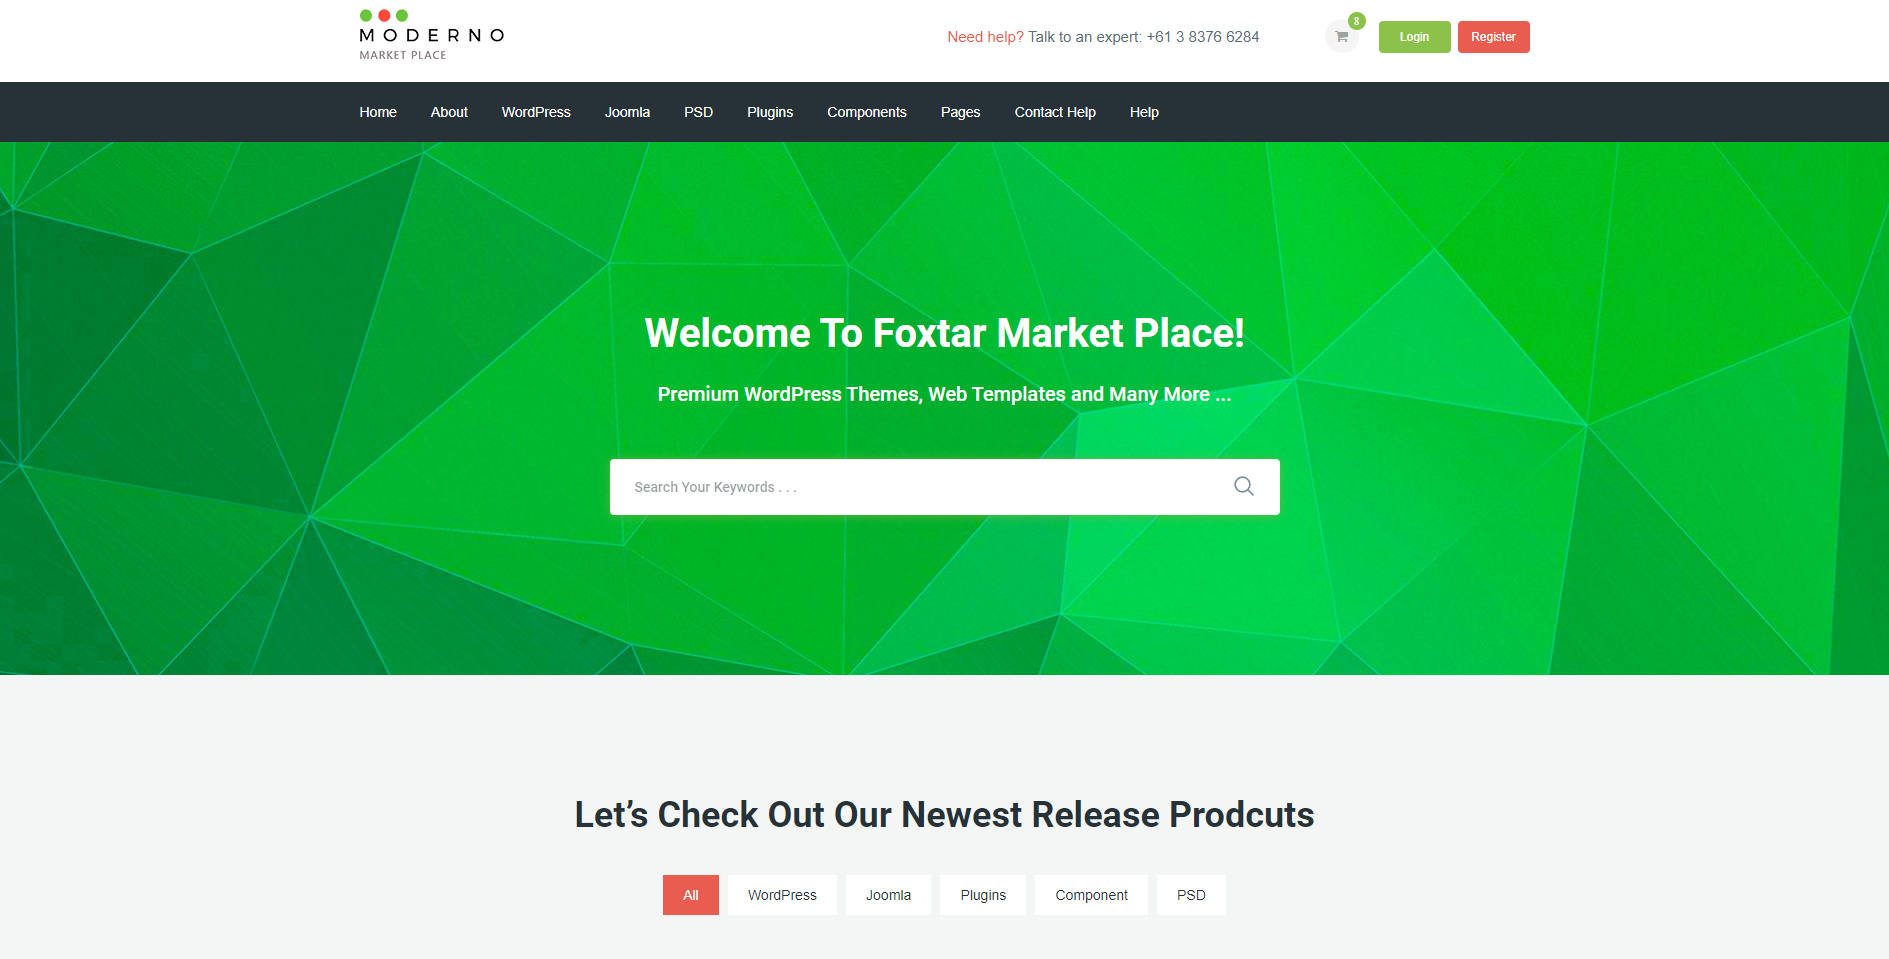 MODERNO
MARKET PLACE
Need help? Talk to an expert: +61 3 8376 6284
8
Login
Register
Home About WordPress Joomla PSD Plugins Components Pages Contact Help Help
Welcome To Foxtar Market Place!
Premium WordPress Themes, Web Templates and Many More ...
Search Your Keywords . . .
Let’s Check Out Our Newest Release Prodcuts
All WordPress Joomla Plugins Component PSD